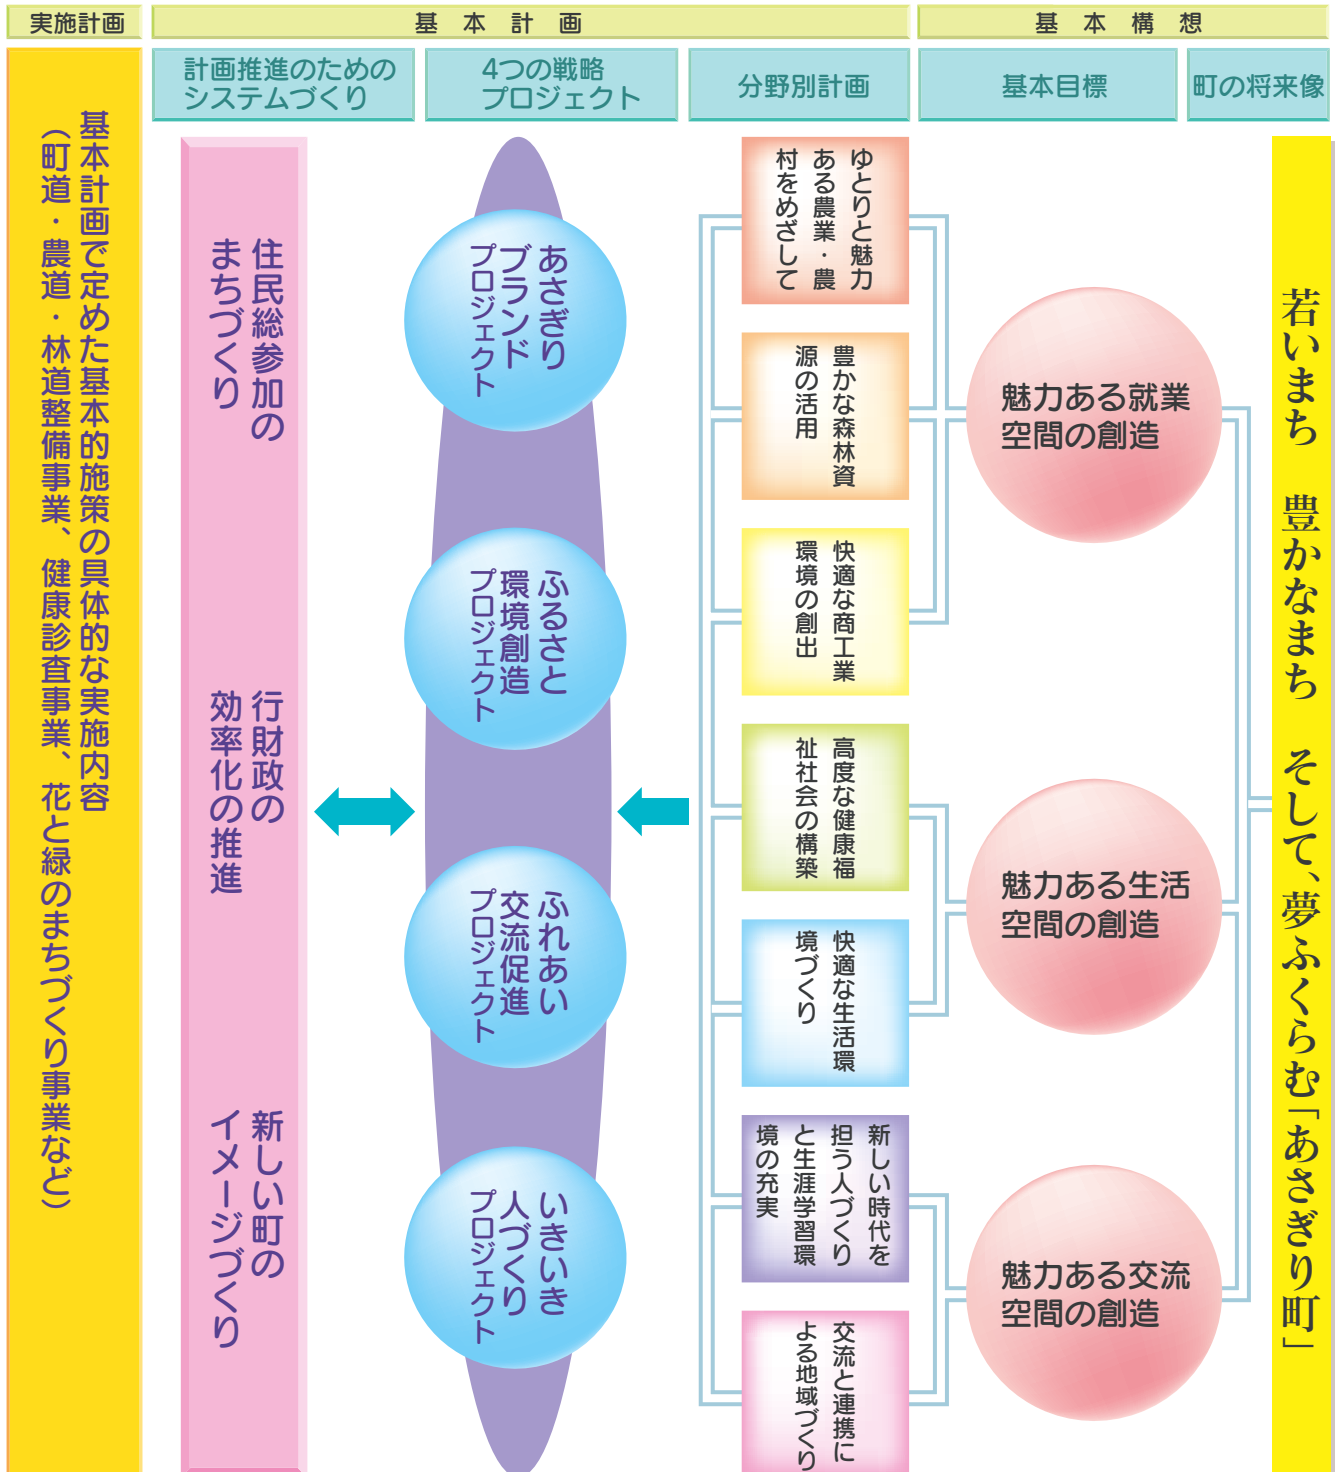 実施計画
基本計画
基本構想
計画推進のための
システムづくり
4つの戦略
プロジェクト
分野別計画
基本目標
町の将来像
若いまち　豊かなまち　そして、夢ふくらむ「あさぎり町」
魅力ある就業
空間の創造
魅力ある生活
空間の創造
魅力ある交流
空間の創造
ゆとりと魅力
ある農業・農
村をめざして
豊かな森林資
源の活用
快適な商工業
環境の創出
高度な健康福
祉社会の構築
快適な生活環
境づくり
新しい時代を
担う人づくり
と生涯学習環
境の充実
交流と連携に
よる地域づくり
あさぎり
ブランド
プロジェクト
ふるさと
環境創造
プロジェクト
ふれあい
交流促進
プロジェクト
いきいき
人づくり
プロジェクト
住民総参加の
まちづくり
行財政の
効率化の推進
新しい町の
イメージづくり
基本計画で定めた基本的施策の具体的な実施内容
（町道・農道・林道整備事業、健康診査事業、花と緑のまちづくり事業など）